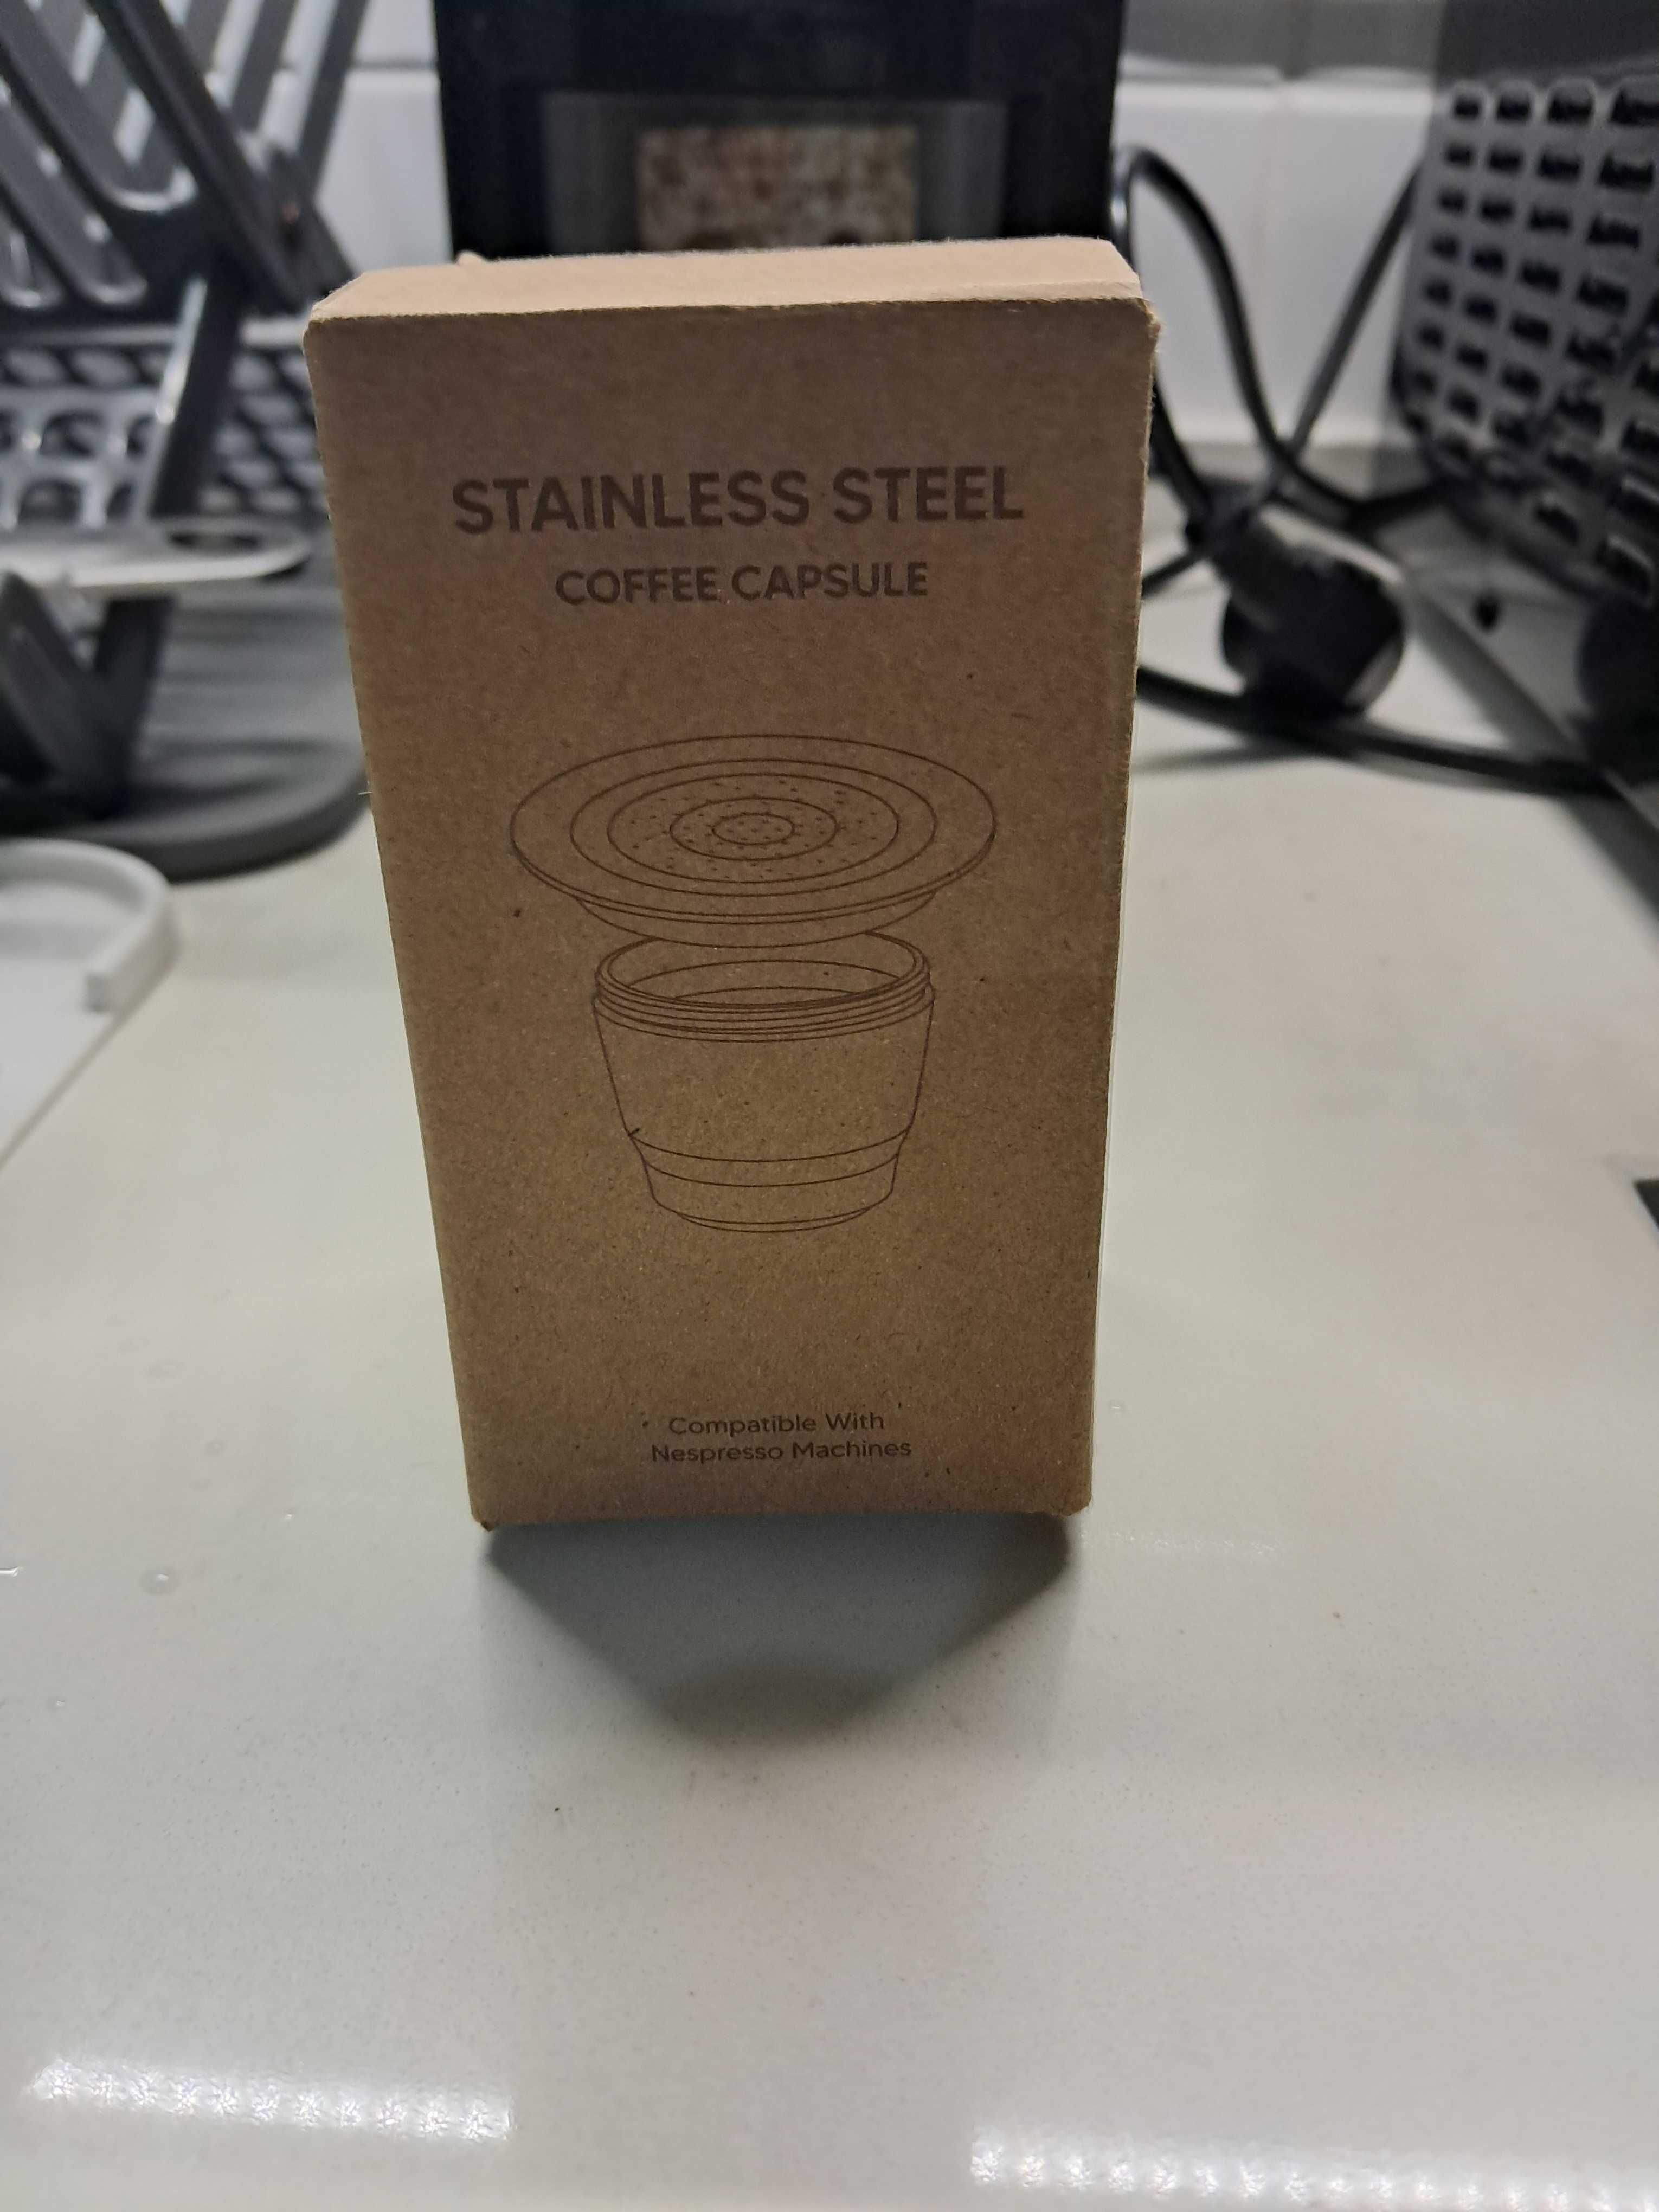 STAINLESS STEEL
COFFEE CAPSULE
Compatible With
Nespresso Machines